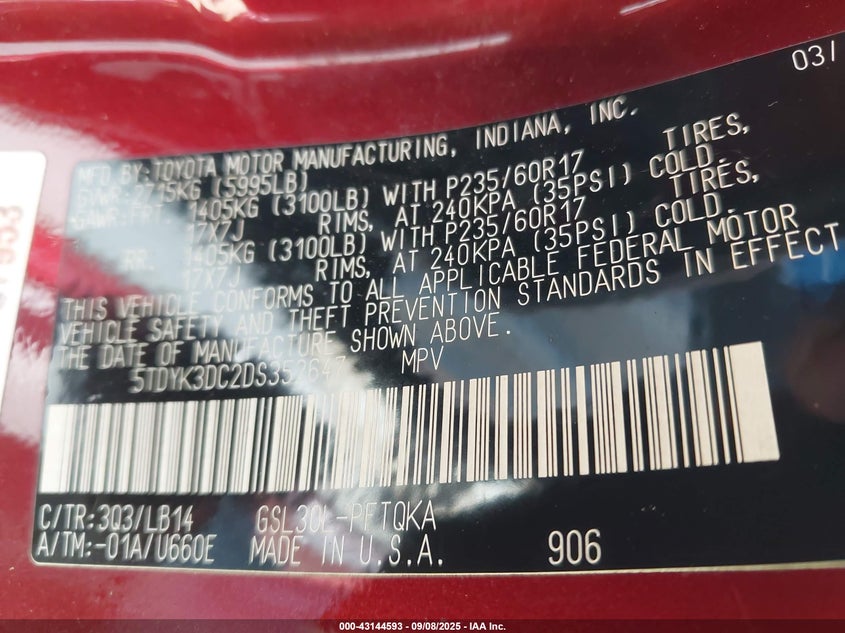 03/
MFD.BY:TOYOTA MOTOR MANUFACTURING, INDIANA, INC.
GVWR: 2715KG (5995LB)
GAWR:FRT. 1405KG (3100LB) WITH P235/60R17 TIRES,
17X7J RIMS, AT 240KPA (35PSI) COLD.
RR. 1405KG (3100LB) WITH P235/60R17 TIRES,
17X7J RIMS, AT 240KPA (35PSI) COLD.
THIS VEHICLE CONFORMS TO ALL APPLICABLE FEDERAL MOTOR
VEHICLE SAFETY AND THEFT PREVENTION STANDARDS IN EFFECT
THE DATE OF MANUFACTURE SHOWN ABOVE.
5TDYK3DC2DS352647 MPV
C/TR:3Q3/LB14 GSL30L-PFTQKA
A/TM:-01A/U660E MADE IN U.S.A. 906
000-43144593 - 09/08/2025 - IAA Inc.